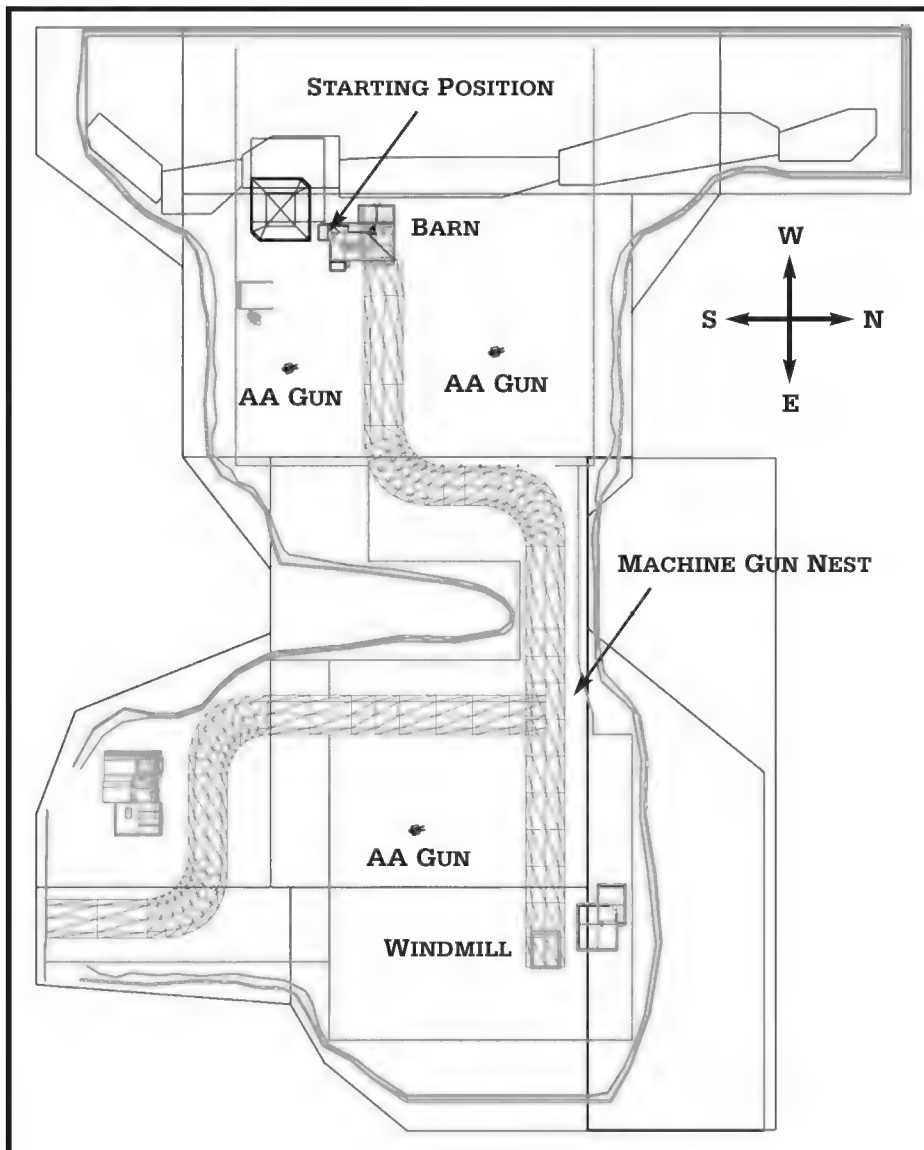 STARTING POSITION
BARN
W
S N
E
AA GUN
AA GUN
MACHINE GUN NEST
AA GUN
WINDMILL